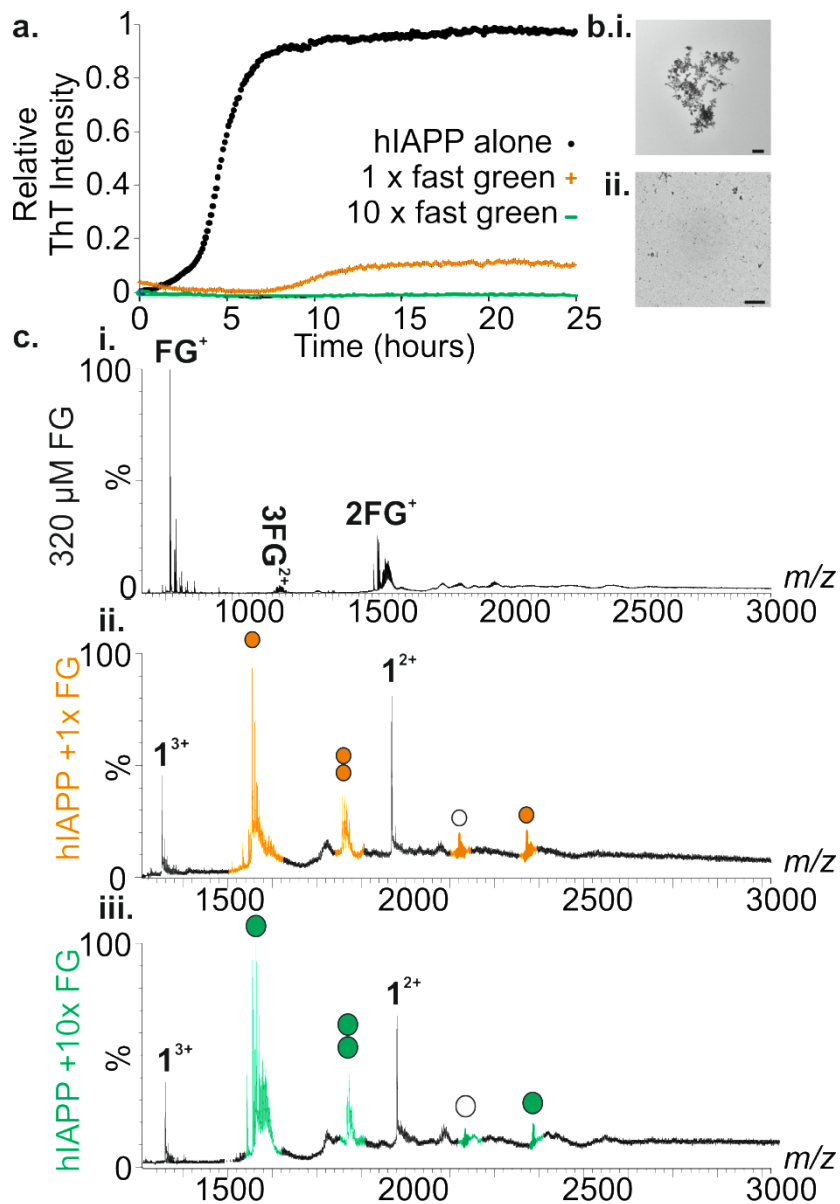 a.
b.i.
Relative
ThT Intensity
1
0.8
0.6
0.4
0.2
0
hIAPP alone
1 x fast green +
10 x fast green –
ii.
0 5 10 15 20 25
Time (hours)
c.
i.
FG⁺
320 µM FG
%
100
0
3FG²⁺
2FG⁺
m/z
1000 1500 2000 2500 3000
ii.
hIAPP +1x FG
%
100
0
1³⁺
1²⁺
m/z
1500 2000 2500 3000
iii.
hIAPP +10x FG
%
100
0
1³⁺
1²⁺
m/z
1500 2000 2500 3000